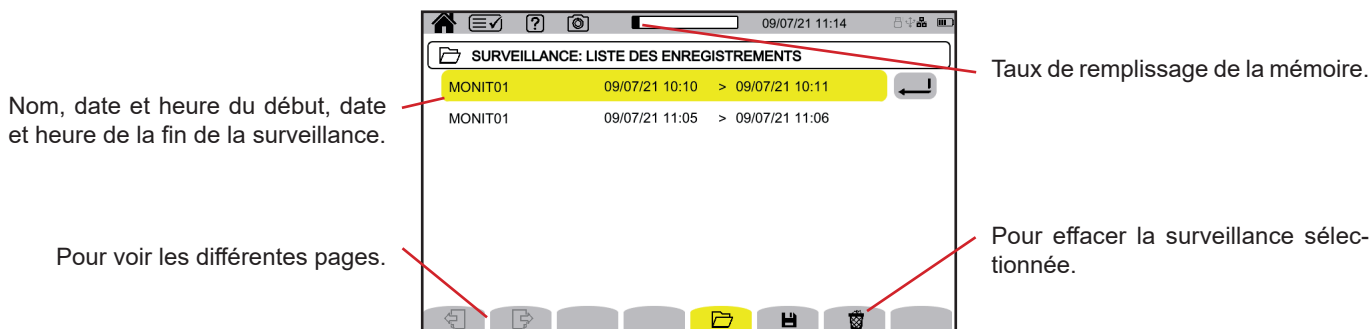 09/07/21 11:14
SURVEILLANCE: LISTE DES ENREGISTREMENTS
Taux de remplissage de la mémoire.
MONIT01 09/07/21 10:10 > 09/07/21 10:11
Nom, date et heure du début, date
et heure de la fin de la surveillance.
MONIT01 09/07/21 11:05 > 09/07/21 11:06
Pour voir les différentes pages.
Pour effacer la surveillance sélec-
tionnée.